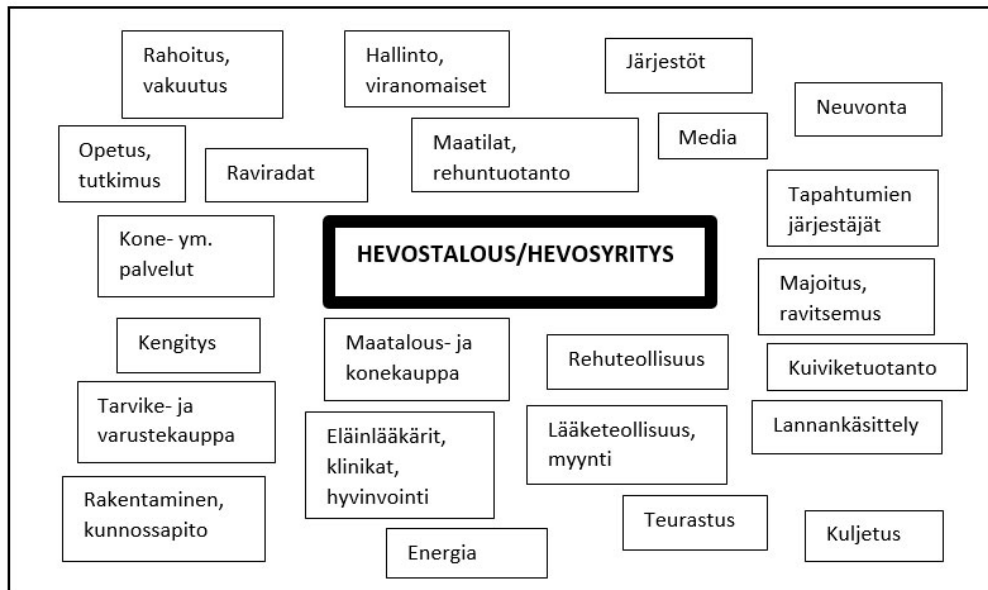 Rahoitus,
vakuutus
Hallinto,
viranomaiset
Järjestöt
Neuvonta
Opetus,
tutkimus
Raviradat
Maatilat,
rehuntuotanto
Media
Tapahtumien
järjestäjät
Kone- ym.
palvelut
HEVOSTALOUS/HEVOSYRITYS
Majoitus,
ravitsemus
Kengitys
Maatalous- ja
konekauppa
Rehuteollisuus
Kuiviketuotanto
Tarvike- ja
varustekauppa
Eläinlääkärit,
klinikat,
hyvinvointi
Lääketeollisuus,
myynti
Lannankäsittely
Rakentaminen,
kunnossapito
Energia
Teurastus
Kuljetus